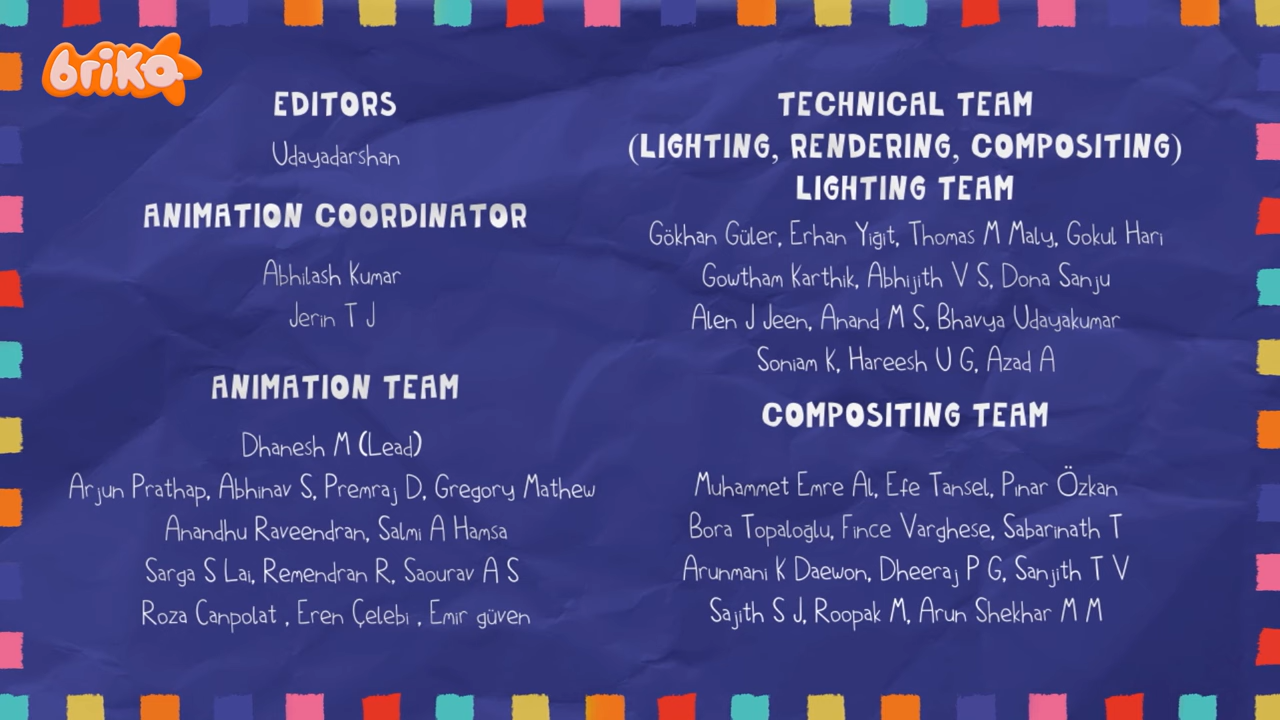 briko
EDITORS
Udayadarshan
ANIMATION COORDINATOR
Abhilash Kumar
Jerin T J
ANIMATION TEAM
Dhanesh M (Lead)
Arjun Prathap, Abhinav S, Premraj D, Gregory Mathew
Anandhu Raveendran, Salmi A Hamsa
Sarga S Lai, Remendran R, Saourav A S
Roza Canpolat , Eren Çelebi , Emir güven
TECHNICAL TEAM
(LIGHTING, RENDERING, COMPOSITING)
LIGHTING TEAM
Gökhan Güler, Erhan Yiğit, Thomas M Maly, Gokul Hari
Gowtham Karthik, Abhijith V S, Dona Sanju
Alen J Jeen, Anand M S, Bhavya Udayakumar
Soniam K, Hareesh U G, Azad A
COMPOSITING TEAM
Muhammet Emre Al, Efe Tansel, Pınar Özkan
Bora Topaloğlu, Fince Varghese, Sabarinath T
Arunmani K Daewon, Dheeraj P G, Sanjith T V
Sajith S J, Roopak M, Arun Shekhar M M